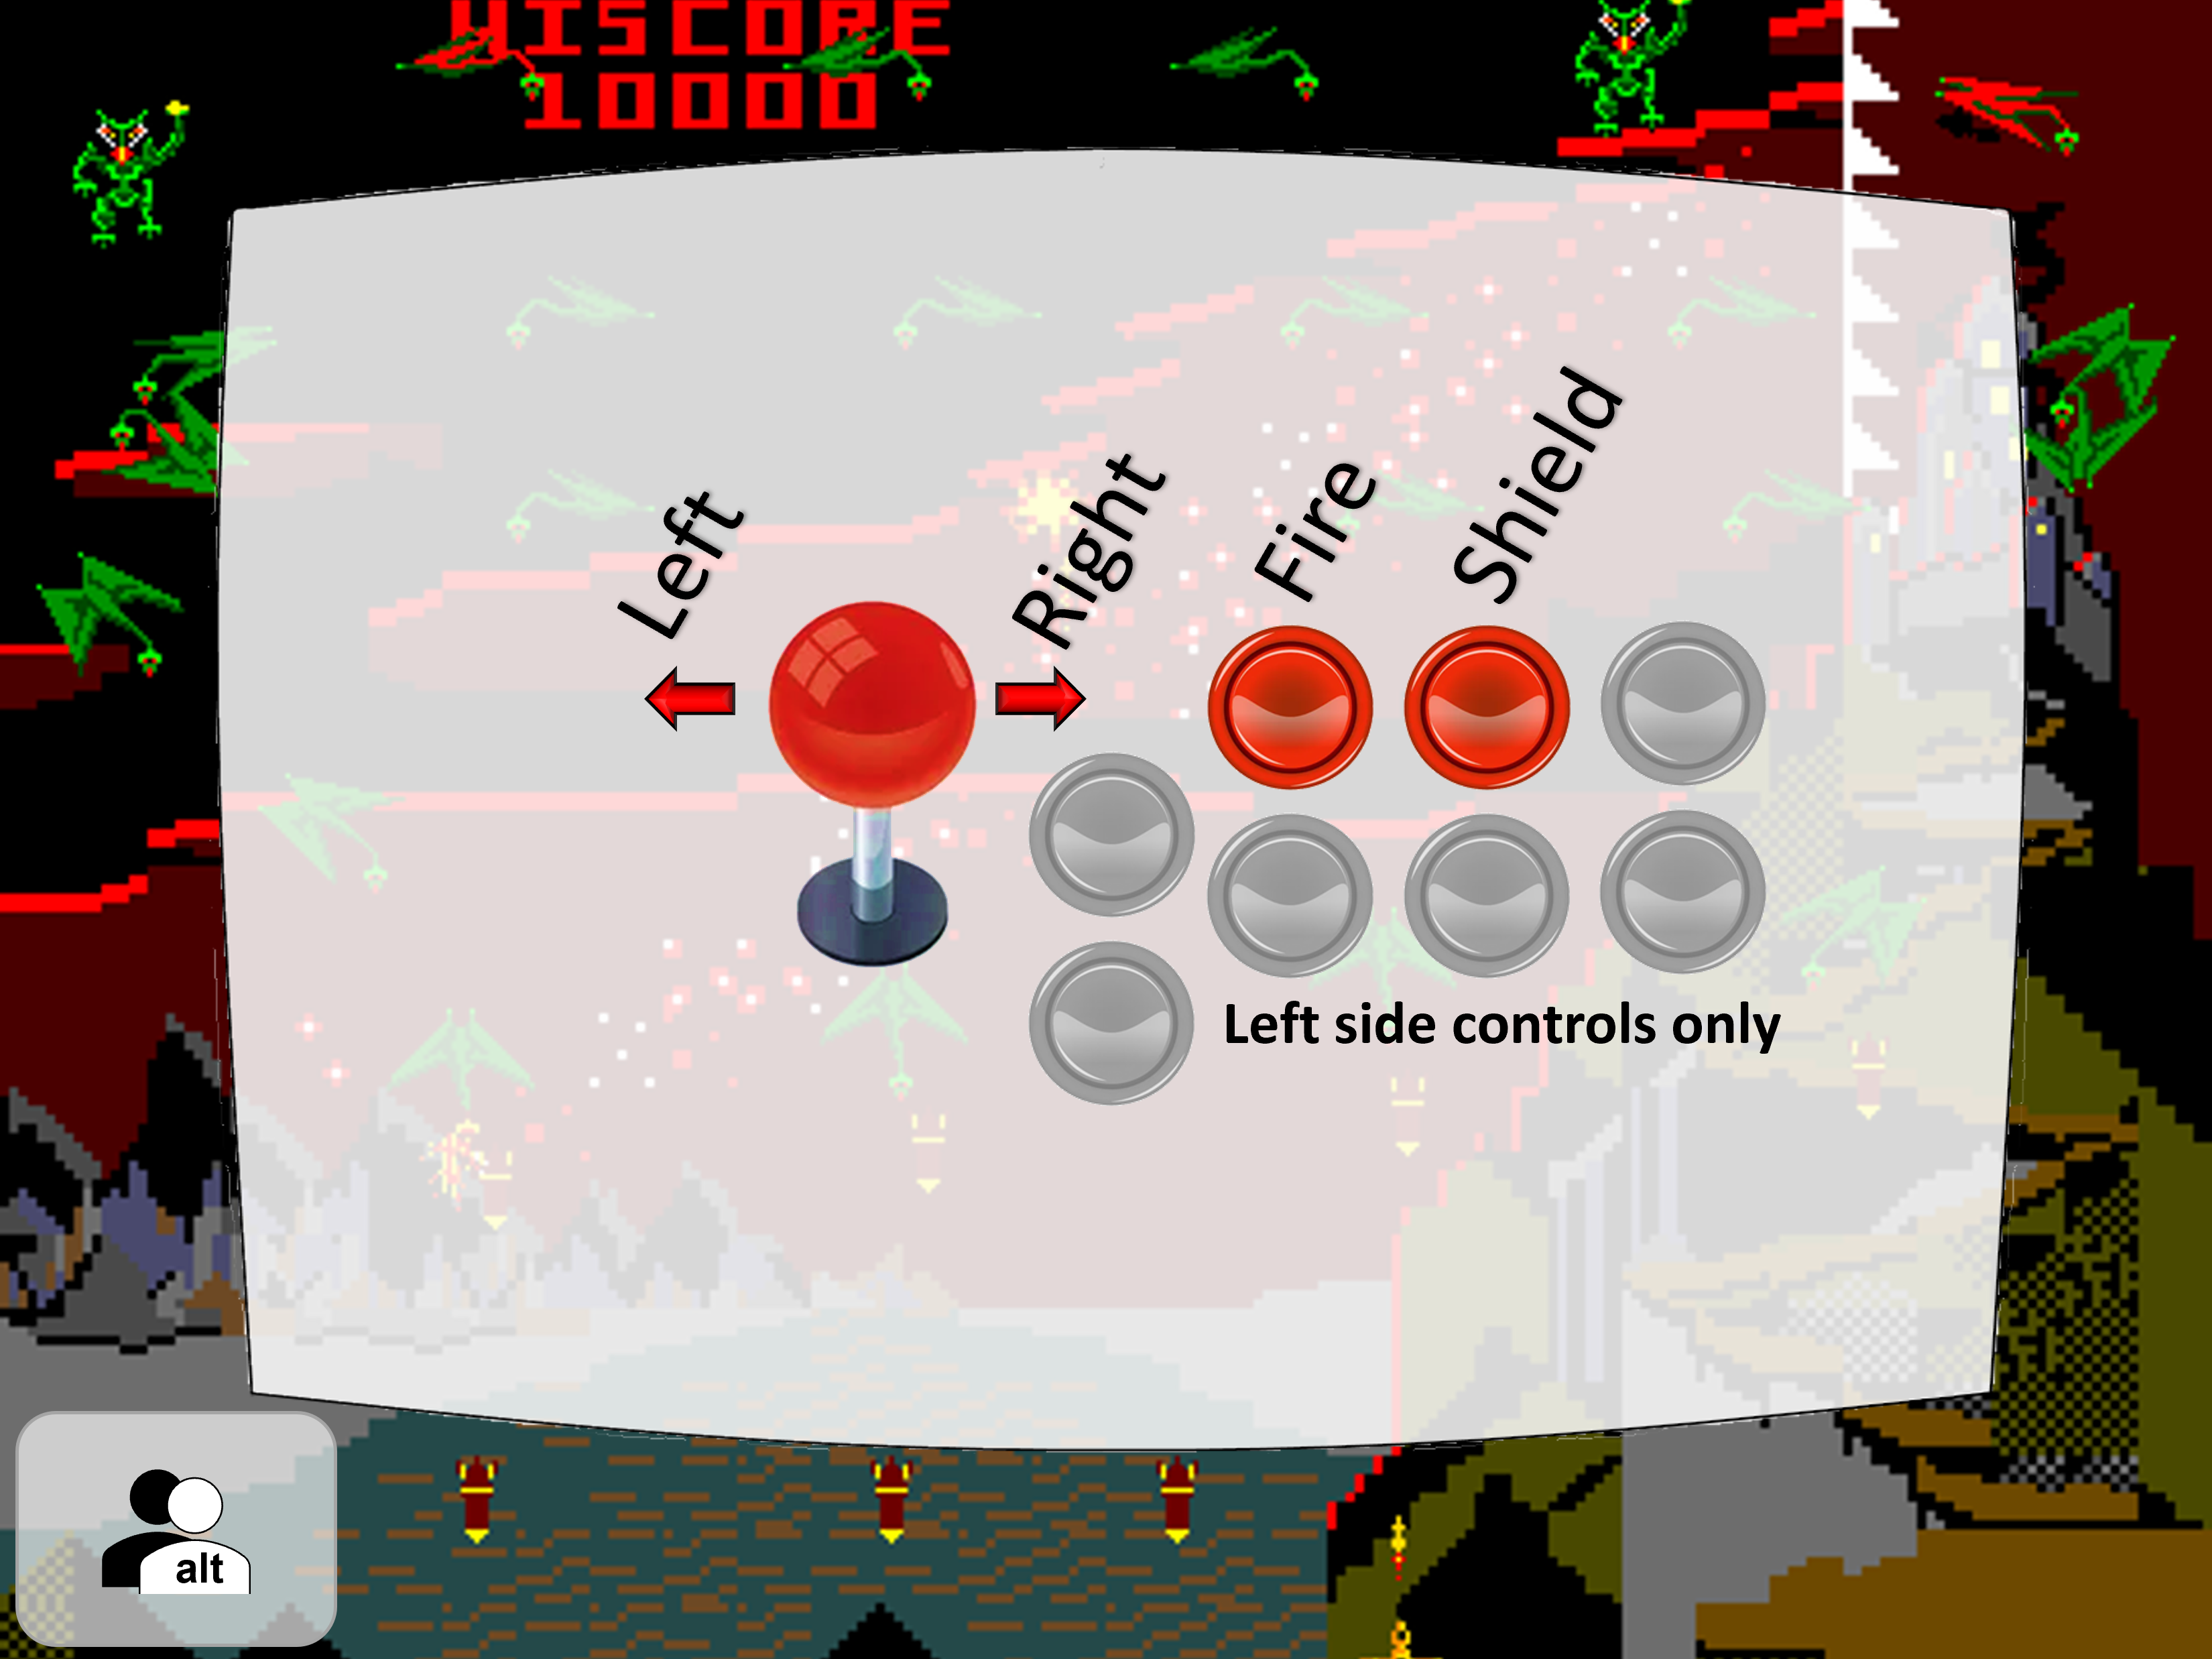 HISCORE
10000
Left
Right
Fire
Shield
Left side controls only
alt